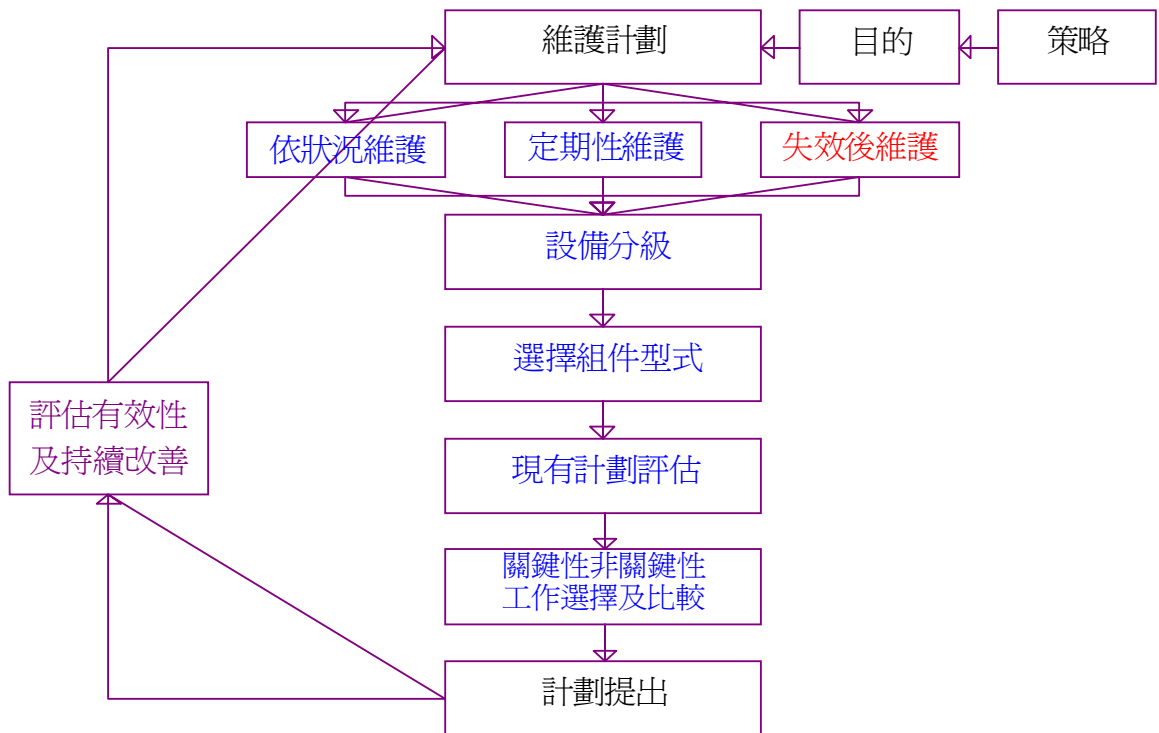 維護計劃
目的
策略
依狀況維護
定期性維護
失效後維護
設備分級
選擇組件型式
評估有效性
及持續改善
現有計劃評估
關鍵性非關鍵性
工作選擇及比較
計劃提出